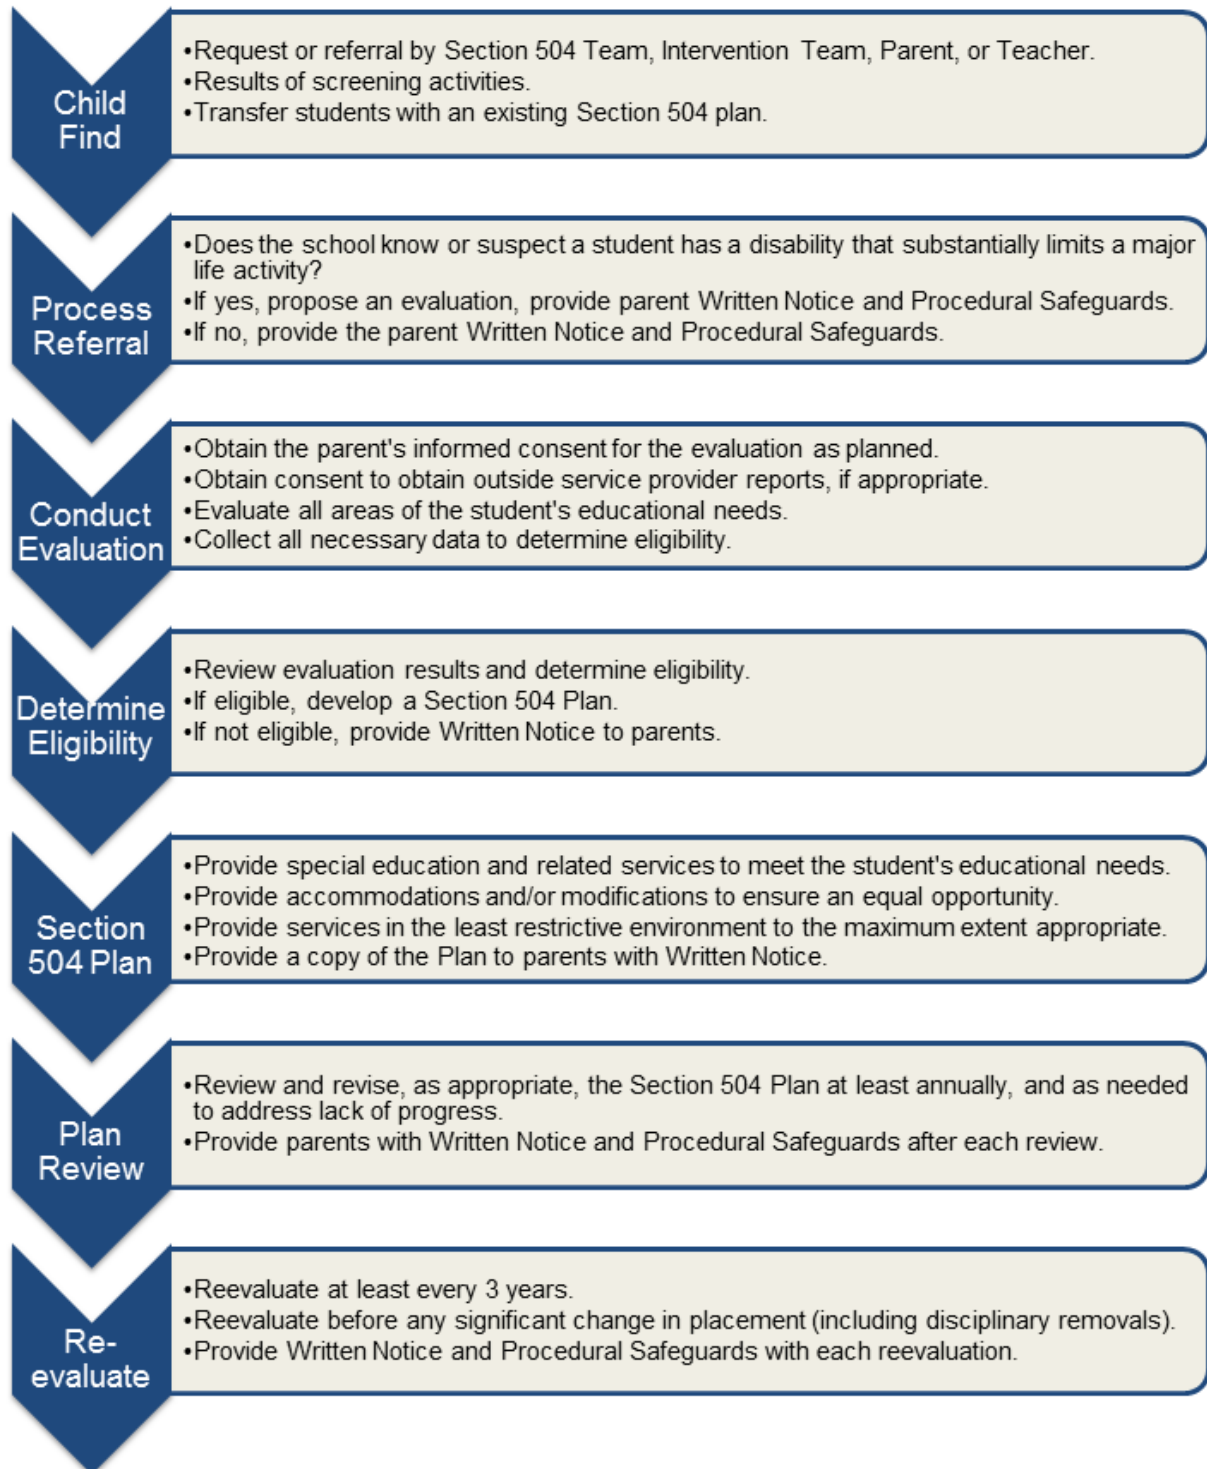 Child
Find
•Request or referral by Section 504 Team, Intervention Team, Parent, or Teacher.
•Results of screening activities.
•Transfer students with an existing Section 504 plan.
Process
Referral
•Does the school know or suspect a student has a disability that substantially limits a major
life activity?
•If yes, propose an evaluation, provide parent Written Notice and Procedural Safeguards.
•If no, provide the parent Written Notice and Procedural Safeguards.
Conduct
Evaluation
•Obtain the parent's informed consent for the evaluation as planned.
•Obtain consent to obtain outside service provider reports, if appropriate.
•Evaluate all areas of the student's educational needs.
•Collect all necessary data to determine eligibility.
Determine
Eligibility
•Review evaluation results and determine eligibility.
•If eligible, develop a Section 504 Plan.
•If not eligible, provide Written Notice to parents.
Section
504 Plan
•Provide special education and related services to meet the student's educational needs.
•Provide accommodations and/or modifications to ensure an equal opportunity.
•Provide services in the least restrictive environment to the maximum extent appropriate.
•Provide a copy of the Plan to parents with Written Notice.
Plan
Review
•Review and revise, as appropriate, the Section 504 Plan at least annually, and as needed
to address lack of progress.
•Provide parents with Written Notice and Procedural Safeguards after each review.
Re-
evaluate
•Reevaluate at least every 3 years.
•Reevaluate before any significant change in placement (including disciplinary removals).
•Provide Written Notice and Procedural Safeguards with each reevaluation.